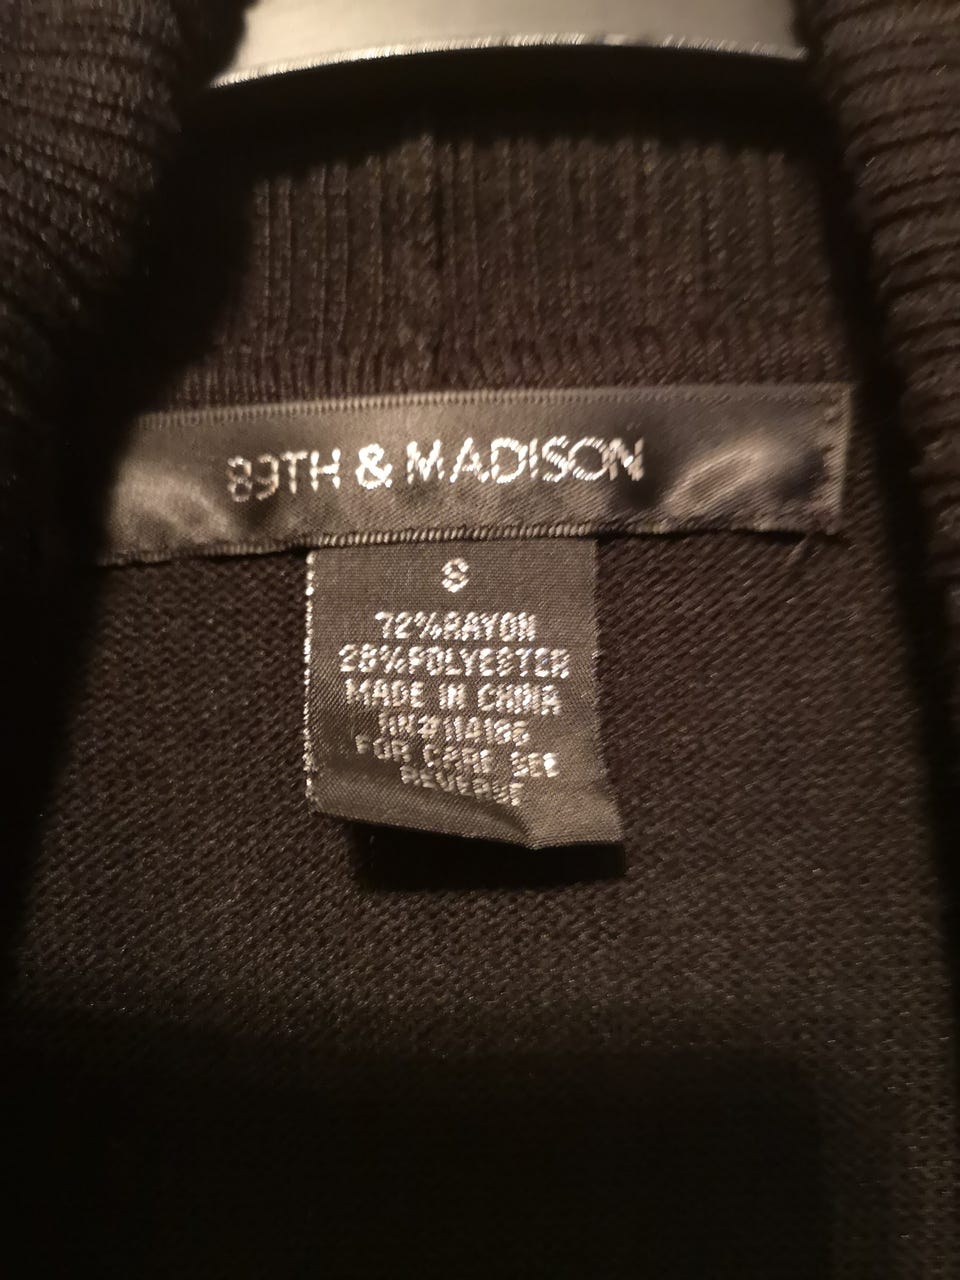 89TH & MADISON
S
72%RAYON
28%POLYESTER
MADE IN CHINA
FOR CARE SEE
REVERSE